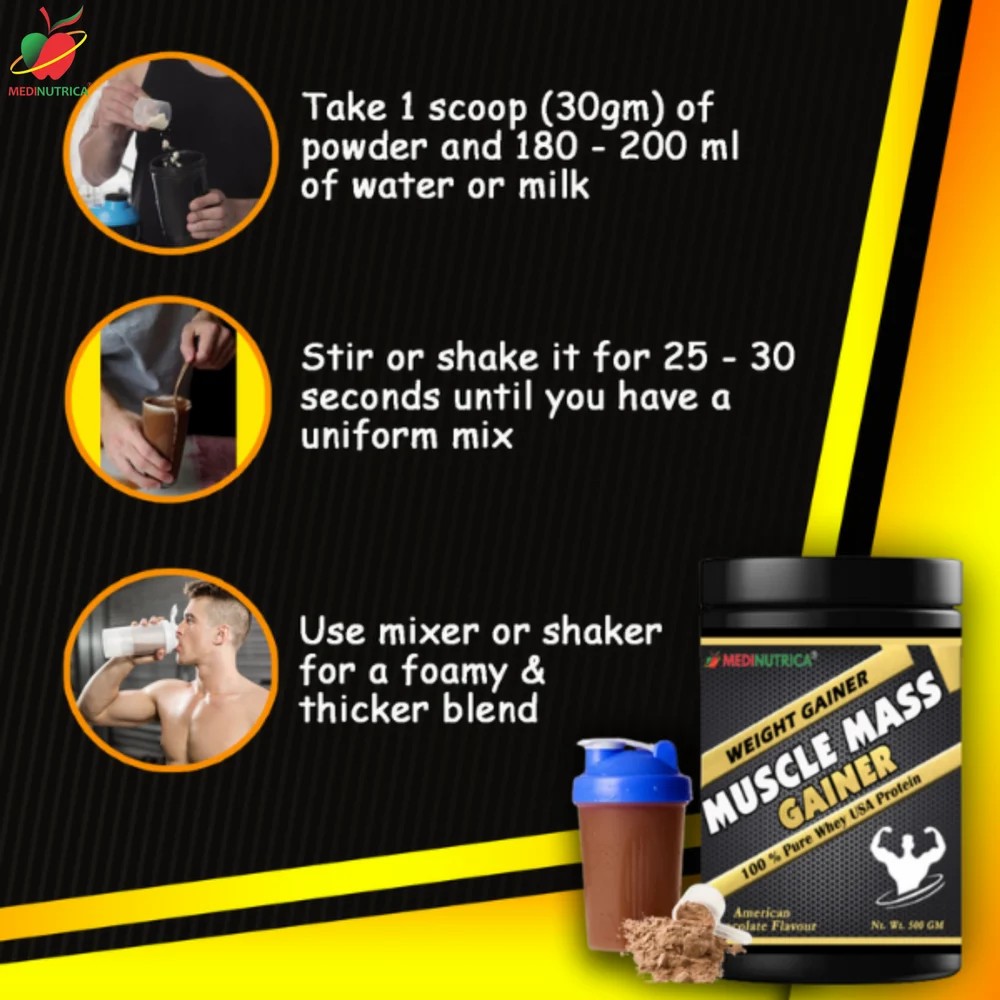 MEDINUTRICA
Take 1 scoop (30gm) of
powder and 180 - 200 ml
of water or milk
Stir or shake it for 25 - 30
seconds until you have a
uniform mix
Use mixer or shaker
for a foamy &
thicker blend
MEDINUTRICA®
WEIGHT GAINER
MUSCLE MASS
GAINER
100 % Pure Whey USA Protein
American
colate Flavour
Nt. Wt. 500 GM